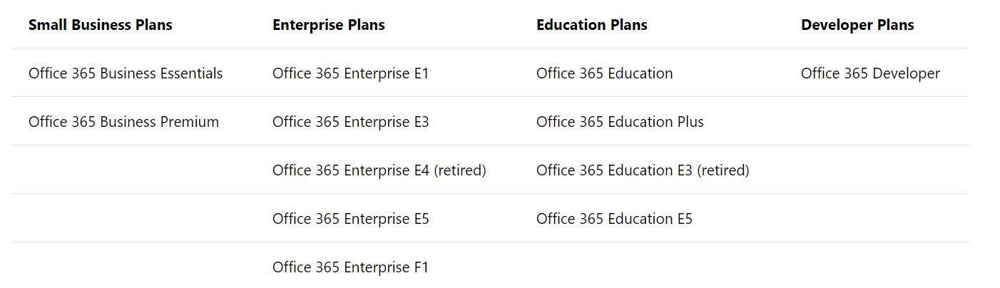 Small Business Plans Enterprise Plans Education Plans Developer Plans
Office 365 Business Essentials Office 365 Enterprise E1 Office 365 Education Office 365 Developer
Office 365 Business Premium Office 365 Enterprise E3 Office 365 Education Plus
Office 365 Enterprise E4 (retired) Office 365 Education E3 (retired)
Office 365 Enterprise E5 Office 365 Education E5
Office 365 Enterprise F1